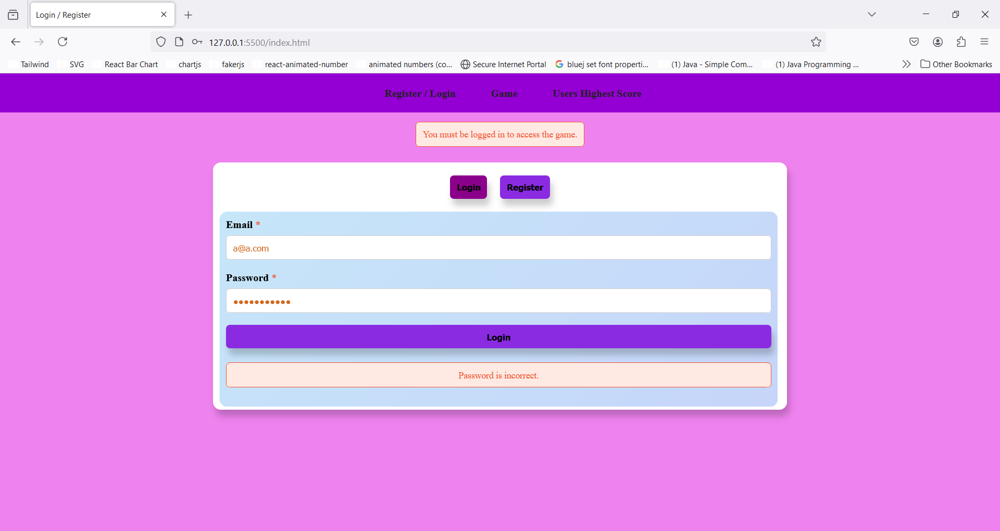 Login / Register
127.0.0.1:5500/index.html
Tailwind SVG React Bar Chart chartjs fakerjs react-animated-number animated numbers (co... Secure Internet Portal bluej set font properti... (1) Java - Simple Com... (1) Java Programming ... Other Bookmarks
Register / Login Game Users Highest Score
You must be logged in to access the game.
Login Register
Email *
a@a.com
Password *
Login
Password is incorrect.